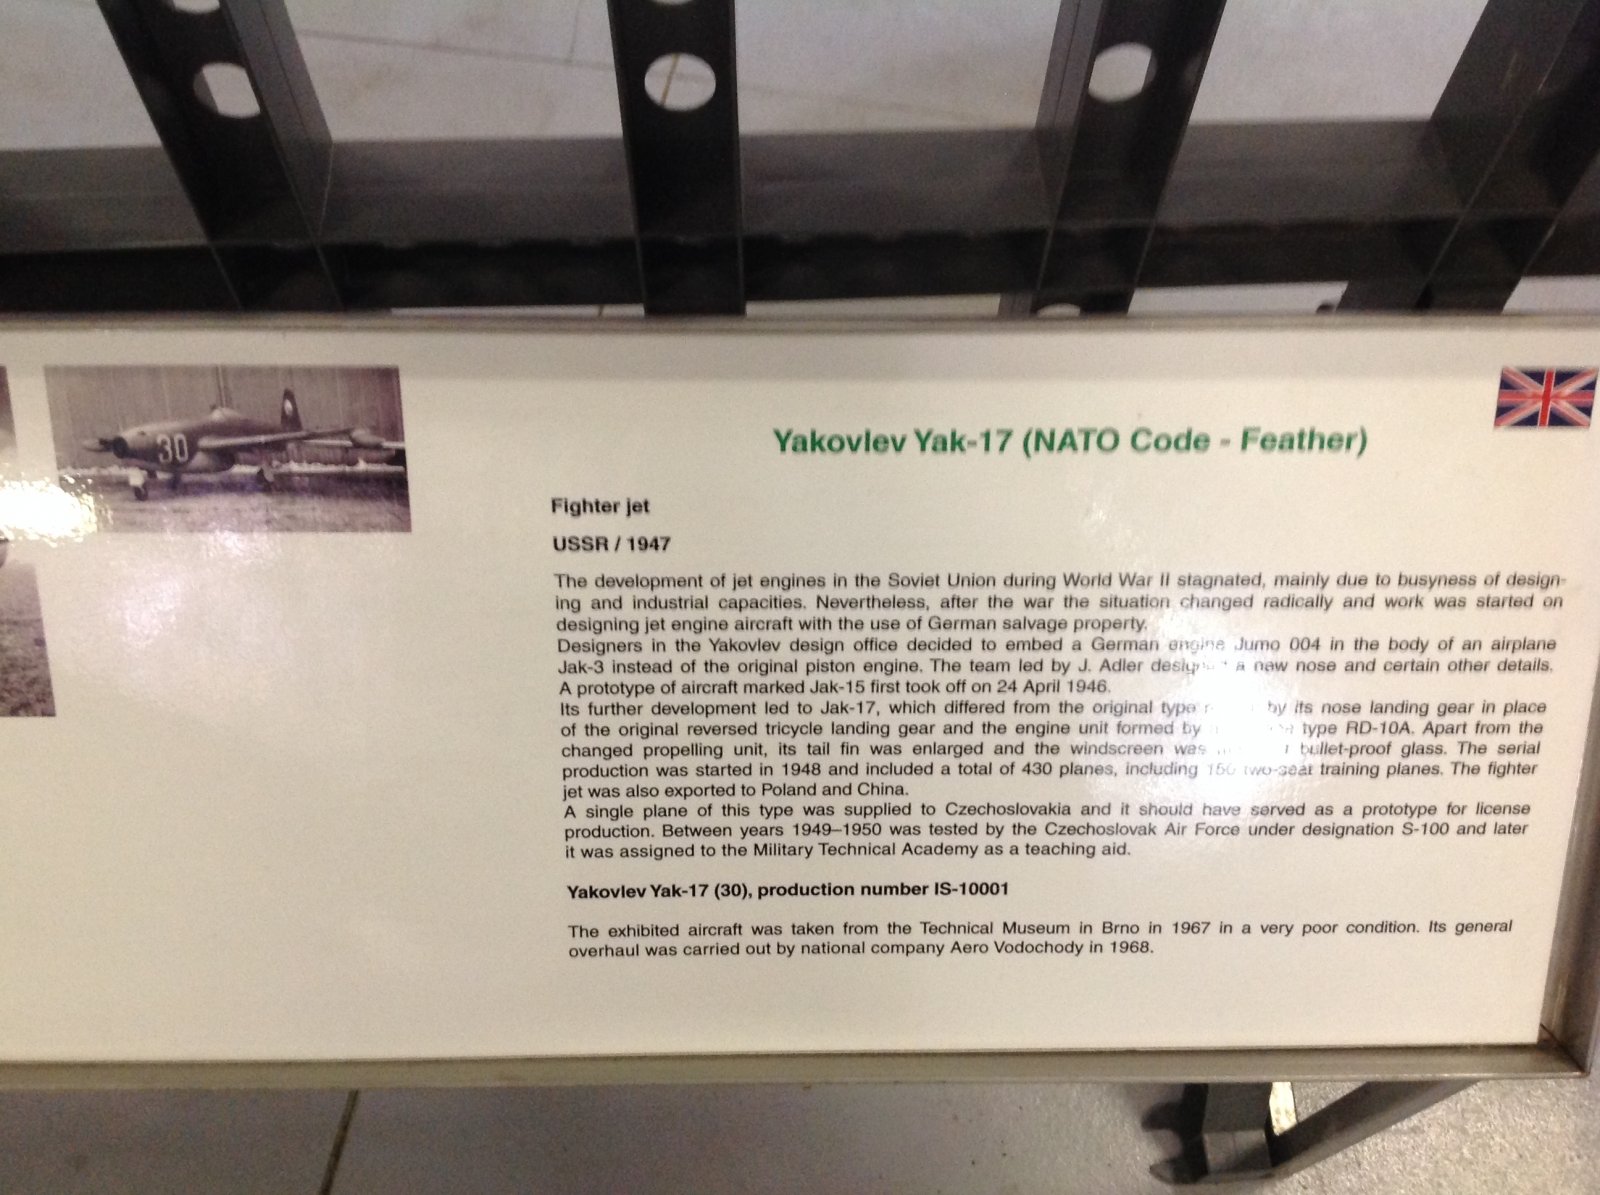 30
Yakovlev Yak-17 (NATO Code - Feather)
Fighter jet
USSR / 1947
The development of jet engines in the Soviet Union during World War II stagnated, mainly due to busyness of design-
ing and industrial capacities. Nevertheless, after the war the situation changed radically and work was started on
designing jet engine aircraft with the use of German salvage property.
Designers in the Yakovlev design office decided to embed a German engine Jumo 004 in the body of an airplane
Jak-3 instead of the original piston engine. The team led by J. Adler a new nose and certain other details.
A prototype of aircraft marked Jak-15 first took off on 24 April 1946.
Its further development led to Jak-17, which differed from the original type by its nose landing gear in place
of the original reversed tricycle landing gear and the engine unit formed by type RD-10A. Apart from the
changed propelling unit, its tail fin was enlarged and the windscreen was bullet-proof glass. The serial
production was started in 1948 and included a total of 430 planes, including 150 two-seat training planes. The fighter
jet was also exported to Poland and China.
A single plane of this type was supplied to Czechoslovakia and it should have served as a prototype for license
production. Between years 1949–1950 was tested by the Czechoslovak Air Force under designation S-100 and later
it was assigned to the Military Technical Academy as a teaching aid.
Yakovlev Yak-17 (30), production number IS-10001
The exhibited aircraft was taken from the Technical Museum in Brno in 1967 in a very poor condition. Its general
overhaul was carried out by national company Aero Vodochody in 1968.